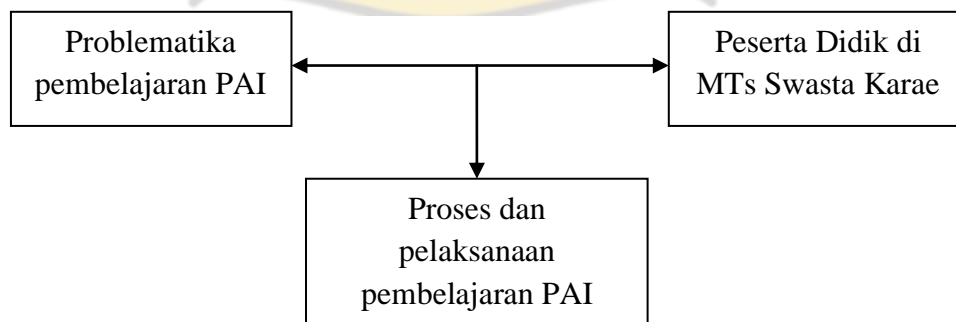 Problematika
pembelajaran PAI
Peserta Didik di
MTs Swasta Karae
Proses dan
pelaksanaan
pembelajaran PAI